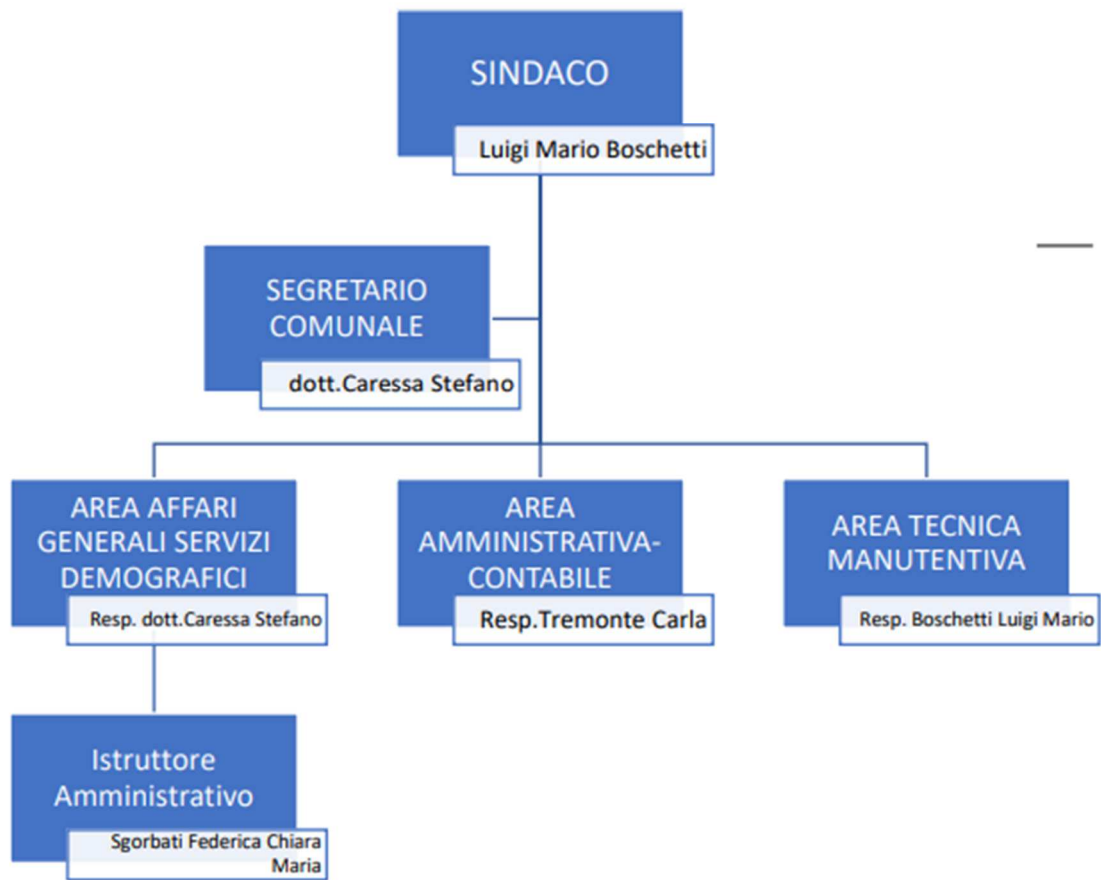 SINDACO
Luigi Mario Boschetti
SEGRETARIO
COMUNALE
dott.Caressa Stefano
AREA AFFARI
GENERALI SERVIZI
DEMOGRAFICI
Resp. dott.Caressa Stefano
AREA
AMMINISTRATIVA-
CONTABILE
Resp.Tremonte Carla
AREA TECNICA
MANUTENTIVA
Resp. Boschetti Luigi Mario
Istruttore
Amministrativo
Sgorbati Federica Chiara
Maria